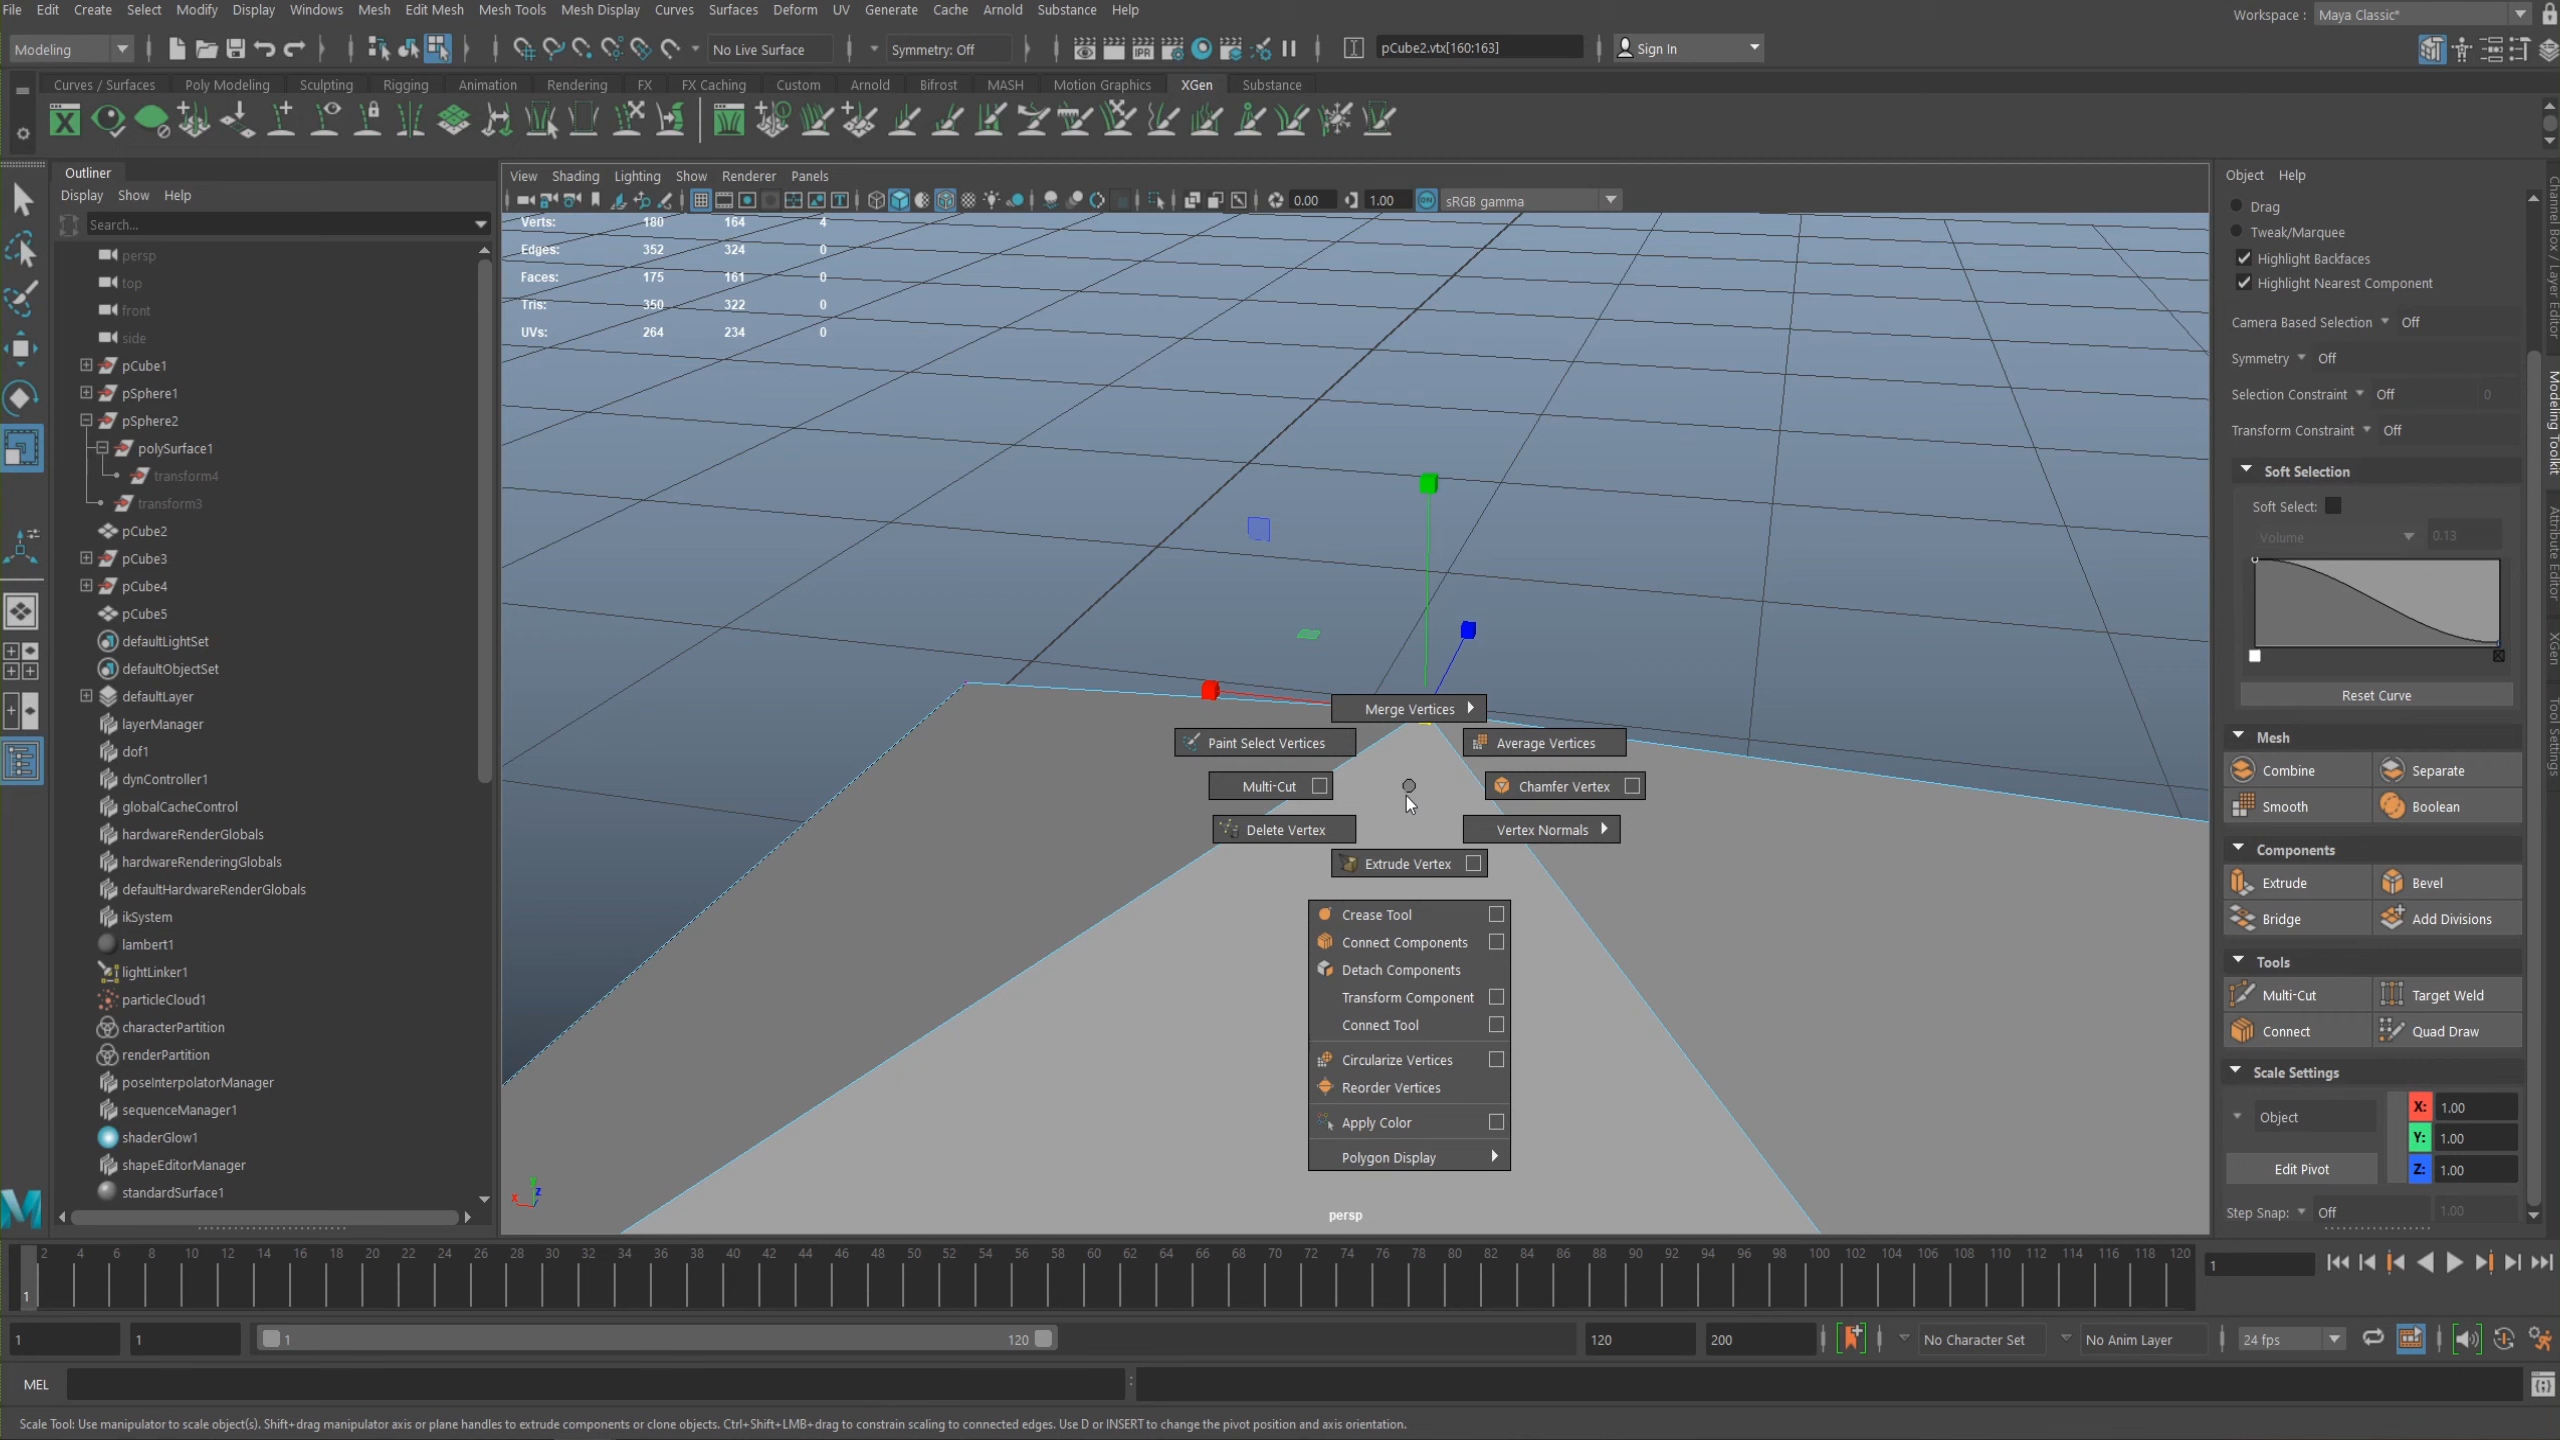 File Edit Create Select Modify Display Windows Mesh Edit Mesh Mesh Tools Mesh Display Curves Surfaces Deform UV Generate Cache Arnold Substance Help
Workspace : Maya Classic*
Modeling
No Live Surface
Symmetry: Off
IPR
pCube2.vtx[160:163]
Sign In
Curves / Surfaces Poly Modeling Sculpting Rigging Animation Rendering FX FX Caching Custom Arnold Bifrost MASH Motion Graphics XGen Substance
Outliner
Display Show Help
Search...
persp
top
front
side
pCube1
pSphere1
pSphere2
polySurface1
transform4
transform3
pCube2
pCube3
pCube4
pCube5
defaultLightSet
defaultObjectSet
defaultLayer
layerManager
dof1
dynController1
globalCacheControl
hardwareRenderGlobals
hardwareRenderingGlobals
defaultHardwareRenderGlobals
ikSystem
lambert1
lightLinker1
particleCloud1
characterPartition
renderPartition
poseInterpolatorManager
sequenceManager1
shaderGlow1
shapeEditorManager
standardSurface1
View Shading Lighting Show Renderer Panels
0.00 1.00 sRGB gamma
Verts: 180 164 4
Edges: 352 324 0
Faces: 175 161 0
Tris: 350 322 0
UVs: 264 234 0
Merge Vertices
Paint Select Vertices
Average Vertices
Multi-Cut
Chamfer Vertex
Delete Vertex
Vertex Normals
Extrude Vertex
Crease Tool
Connect Components
Detach Components
Transform Component
Connect Tool
Circularize Vertices
Reorder Vertices
Apply Color
Polygon Display
persp
x y z
Object Help
Drag
Tweak/Marquee
Highlight Backfaces
Highlight Nearest Component
Camera Based Selection Off
Symmetry Off
Selection Constraint Off 0
Transform Constraint Off
Soft Selection
Soft Select:
Volume 0.13
Reset Curve
Mesh
Combine Separate
Smooth Boolean
Components
Extrude Bevel
Bridge Add Divisions
Tools
Multi-Cut Target Weld
Connect Quad Draw
Scale Settings
Object
X: 1.00
Y: 1.00
Edit Pivot
Z: 1.00
Step Snap: Off 1.00
Channel Box / Layer Editor
Modeling Toolkit
Attribute Editor
XGen
Tool Settings
2 4 6 8 10 12 14 16 18 20 22 24 26 28 30 32 34 36 38 40 42 44 46 48 50 52 54 56 58 60 62 64 66 68 70 72 74 76 78 80 82 84 86 88 90 92 94 96 98 100 102 104 106 108 110 112 114 116 118 120
1
1
1 1 1 120 120 200 No Character Set No Anim Layer 24 fps
MEL
Scale Tool: Use manipulator to scale object(s). Shift+drag manipulator axis or plane handles to extrude components or clone objects. Ctrl+Shift+LMB+drag to constrain scaling to connected edges. Use D or INSERT to change the pivot position and axis orientation.